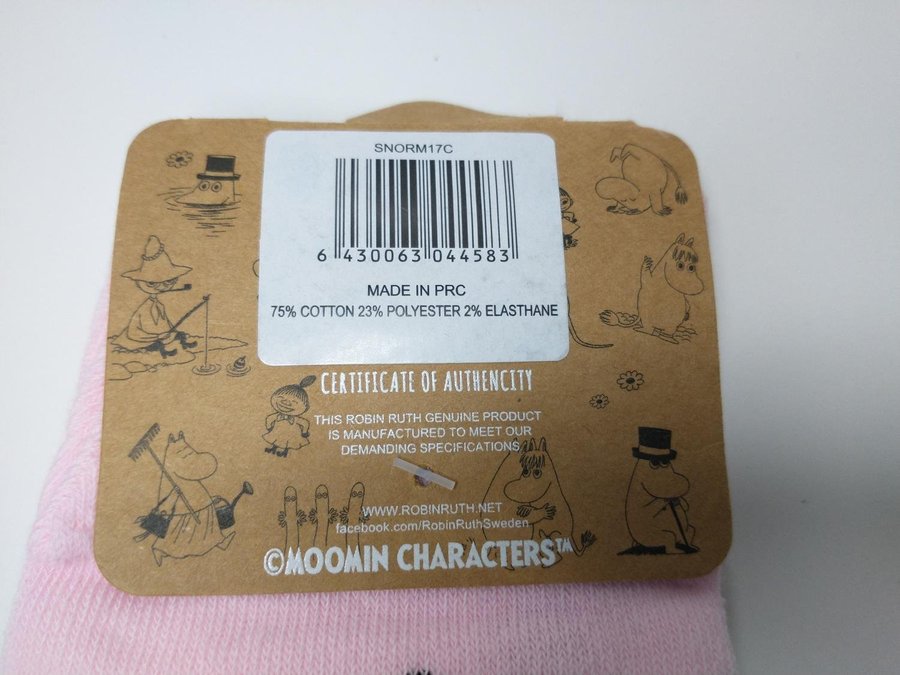 SNORM17C
6 430063 044583
MADE IN PRC
75% COTTON 23% POLYESTER 2% ELASTHANE
CERTIFICATE OF AUTHENCITY
THIS ROBIN RUTH GENUINE PRODUCT
IS MANUFACTURED TO MEET OUR
DEMANDING SPECIFICATIONS.
WWW.ROBINRUTH.NET
facebook.com/RobinRuthSweden
©MOOMIN CHARACTERS™